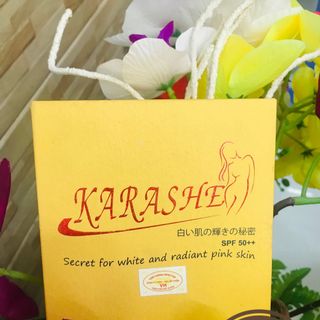 KARASHE
白い肌の輝きの秘密
SPF 50++
Secret for white and radiant pink skin